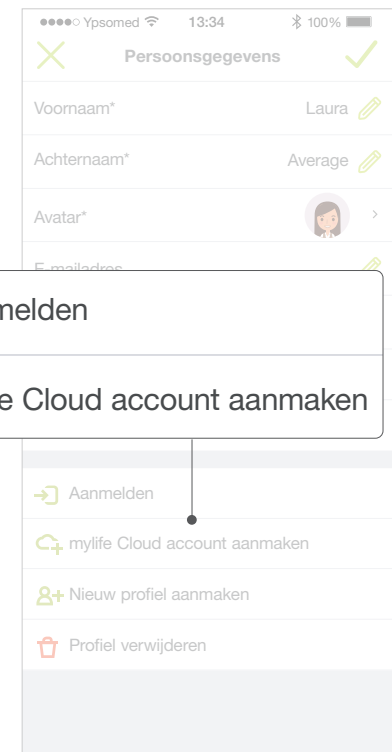 Ypsomed 13:34 100%
Persoonsgegevens
Voornaam* Laura
Achternaam* Average
Avatar*
E-mailadres
melden
e Cloud account aanmaken
Aanmelden
mylife Cloud account aanmaken
Nieuw profiel aanmaken
Profiel verwijderen